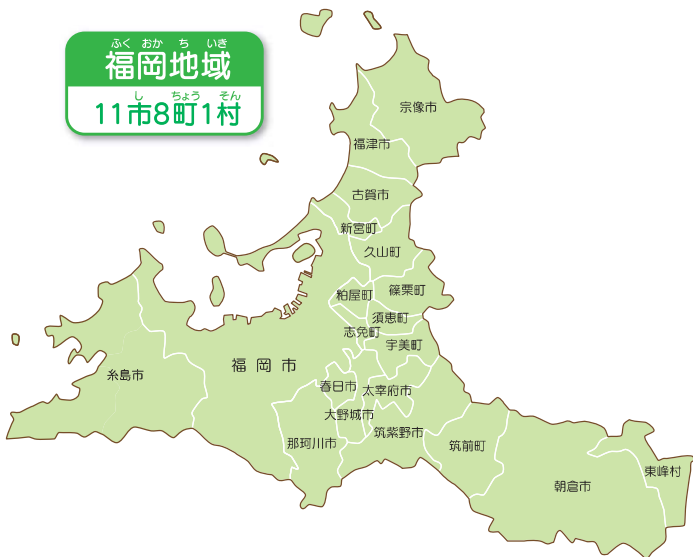 ふく おか ち いき
福岡地域
し ちょう そん
11市8町1村
宗像市
福津市
古賀市
新宮町
久山町
粕屋町
篠栗町
須恵町
志免町
宇美町
福岡市
糸島市
春日市
太宰府市
大野城市
那珂川市
筑紫野市
筑前町
朝倉市
東峰村